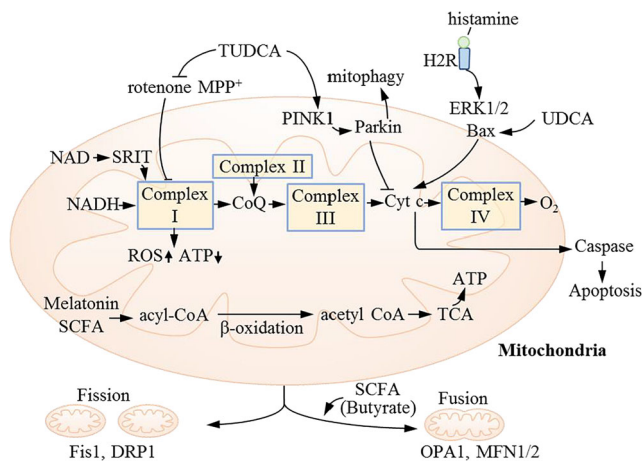 histamine
TUDCA
H2R
mitophagy
rotenone MPP⁺
ERK1/2
PINK1
Parkin
Bax
UDCA
NAD
SRIT
Complex II
NADH
Complex
I
CoQ
Complex
III
Cyt c
Complex
IV
O₂
ROS
ATP
Caspase
ATP
Apoptosis
Melatonin
SCFA
acyl-CoA
β-oxidation
acetyl CoA
TCA
Mitochondria
Fission
SCFA
(Butyrate)
Fusion
Fis1, DRP1
OPA1, MFN1/2